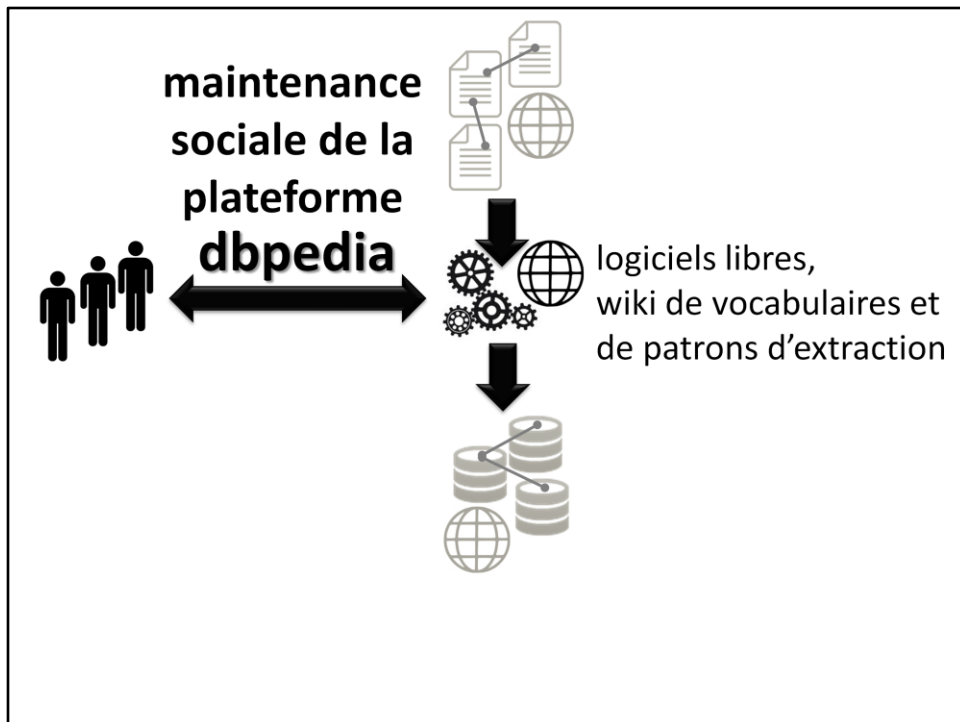 maintenance
sociale de la
plateforme
dbpedia
logiciels libres,
wiki de vocabulaires et
de patrons d'extraction